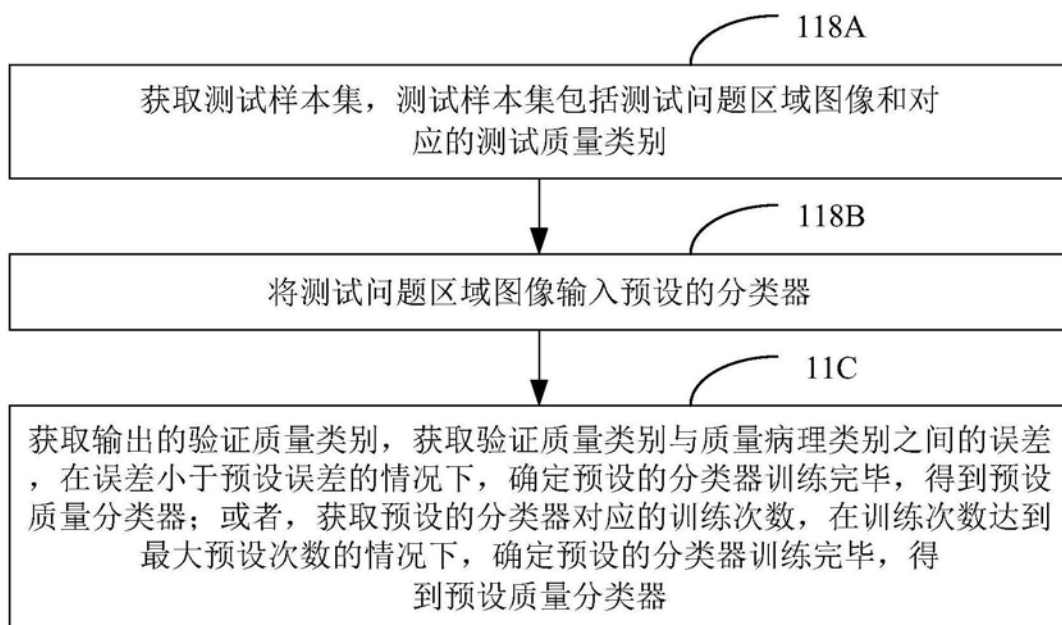 118A
获取测试样本集，测试样本集包括测试问题区域图像和对
应的测试质量类别
118B
将测试问题区域图像输入预设的分类器
11C
获取输出的验证质量类别，获取验证质量类别与质量病理类别之间的误差
，在误差小于预设误差的情况下，确定预设的分类器训练完毕，得到预设
质量分类器；或者，获取预设的分类器对应的训练次数，在训练次数达到
最大预设次数的情况下，确定预设的分类器训练完毕，得
到预设质量分类器